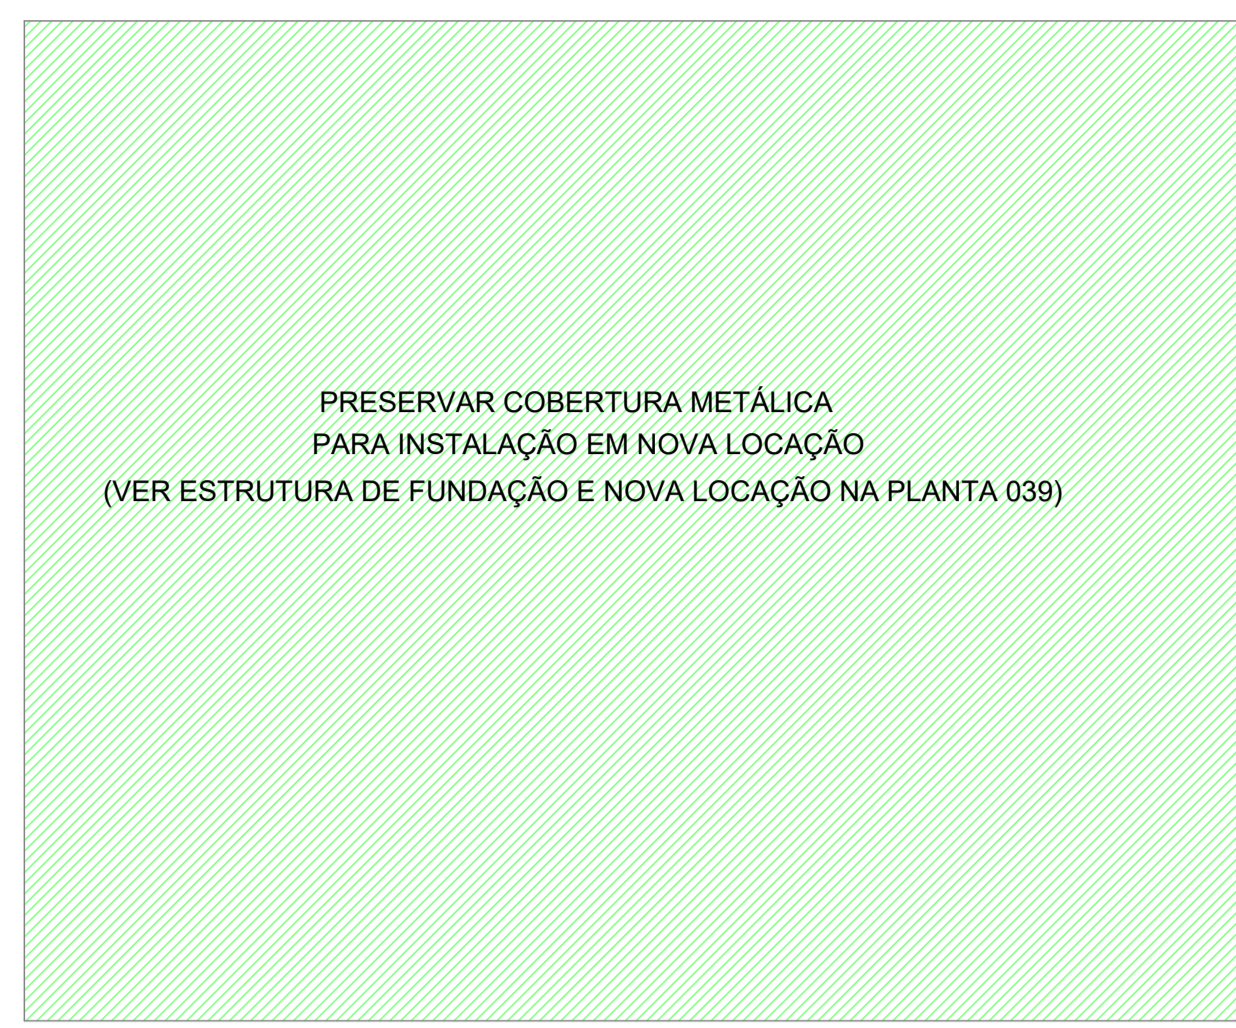 PRESERVAR COBERTURA METÁLICA
PARA INSTALAÇÃO EM NOVA LOCAÇÃO
(VER ESTRUTURA DE FUNDAÇÃO E NOVA LOCAÇÃO NA PLANTA 039)